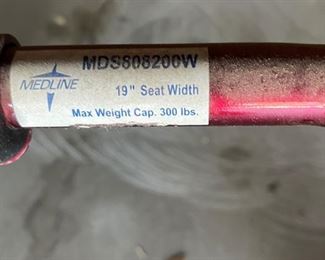 MEDLINE
MDS808200W
19" Seat Width
Max Weight Cap. 300 lbs.